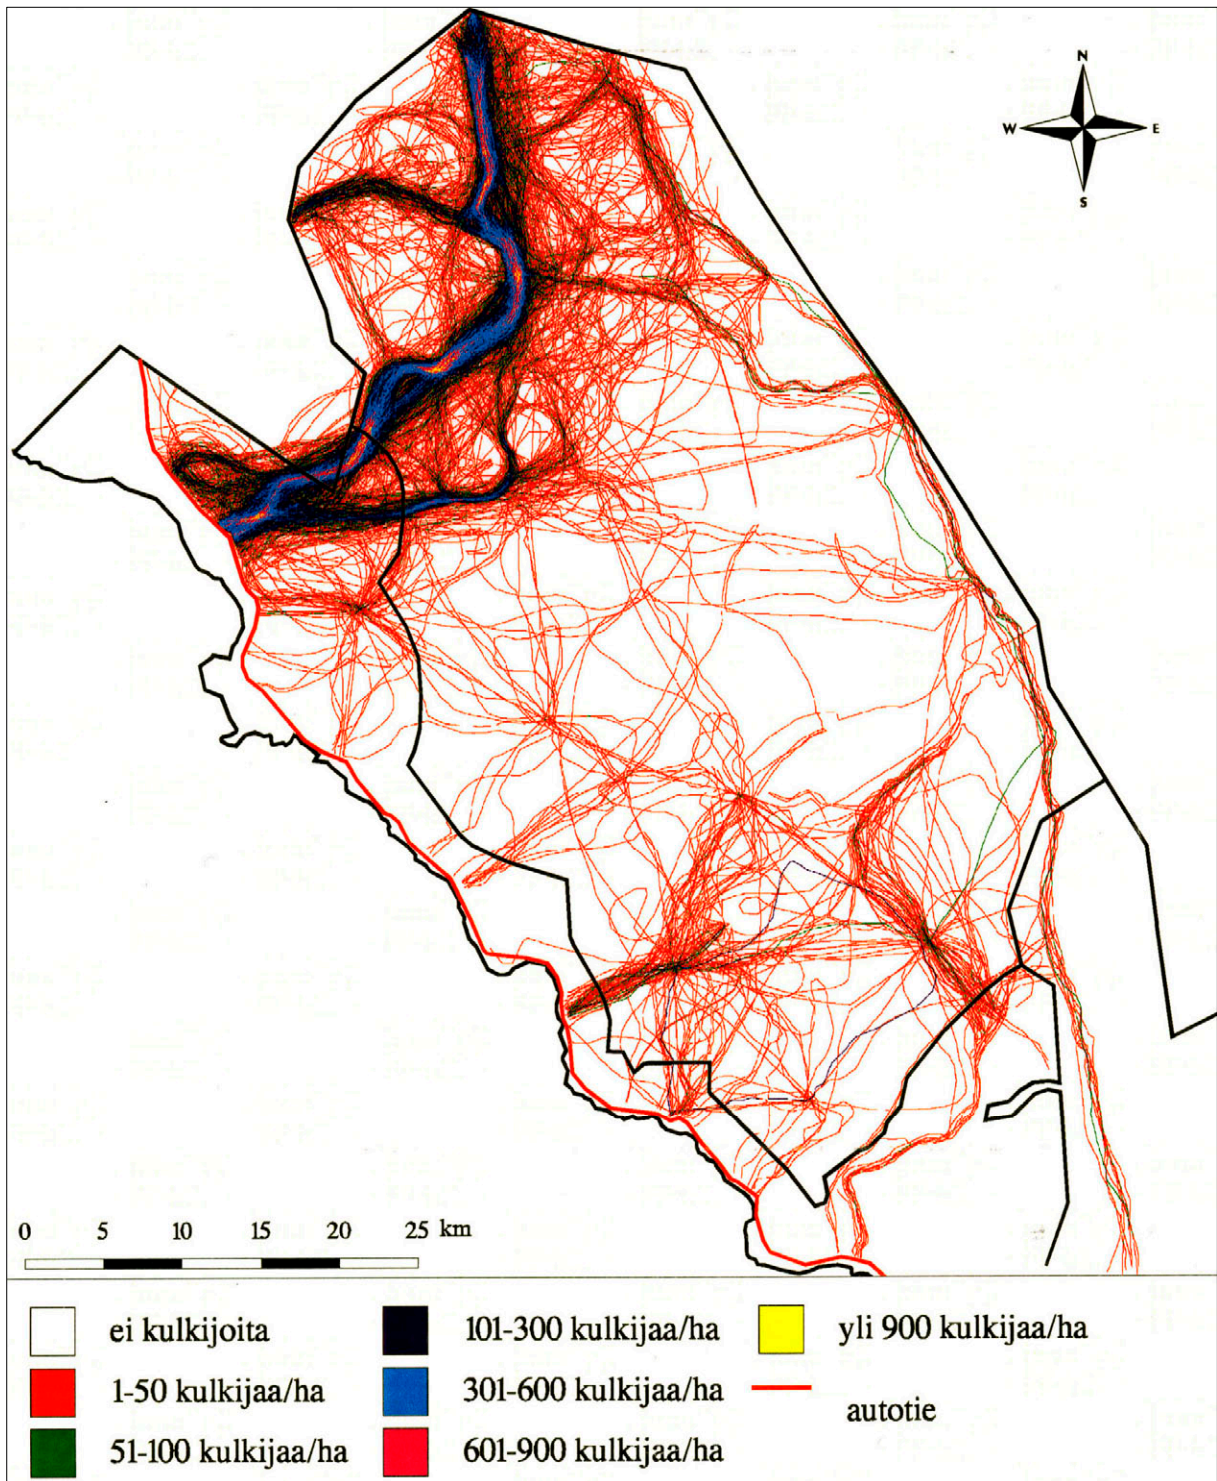 N
W E
S
0 5 10 15 20 25 km
ei kulkijoita
1-50 kulkijaa/ha
51-100 kulkijaa/ha
101-300 kulkijaa/ha
301-600 kulkijaa/ha
601-900 kulkijaa/ha
yli 900 kulkijaa/ha
autotie